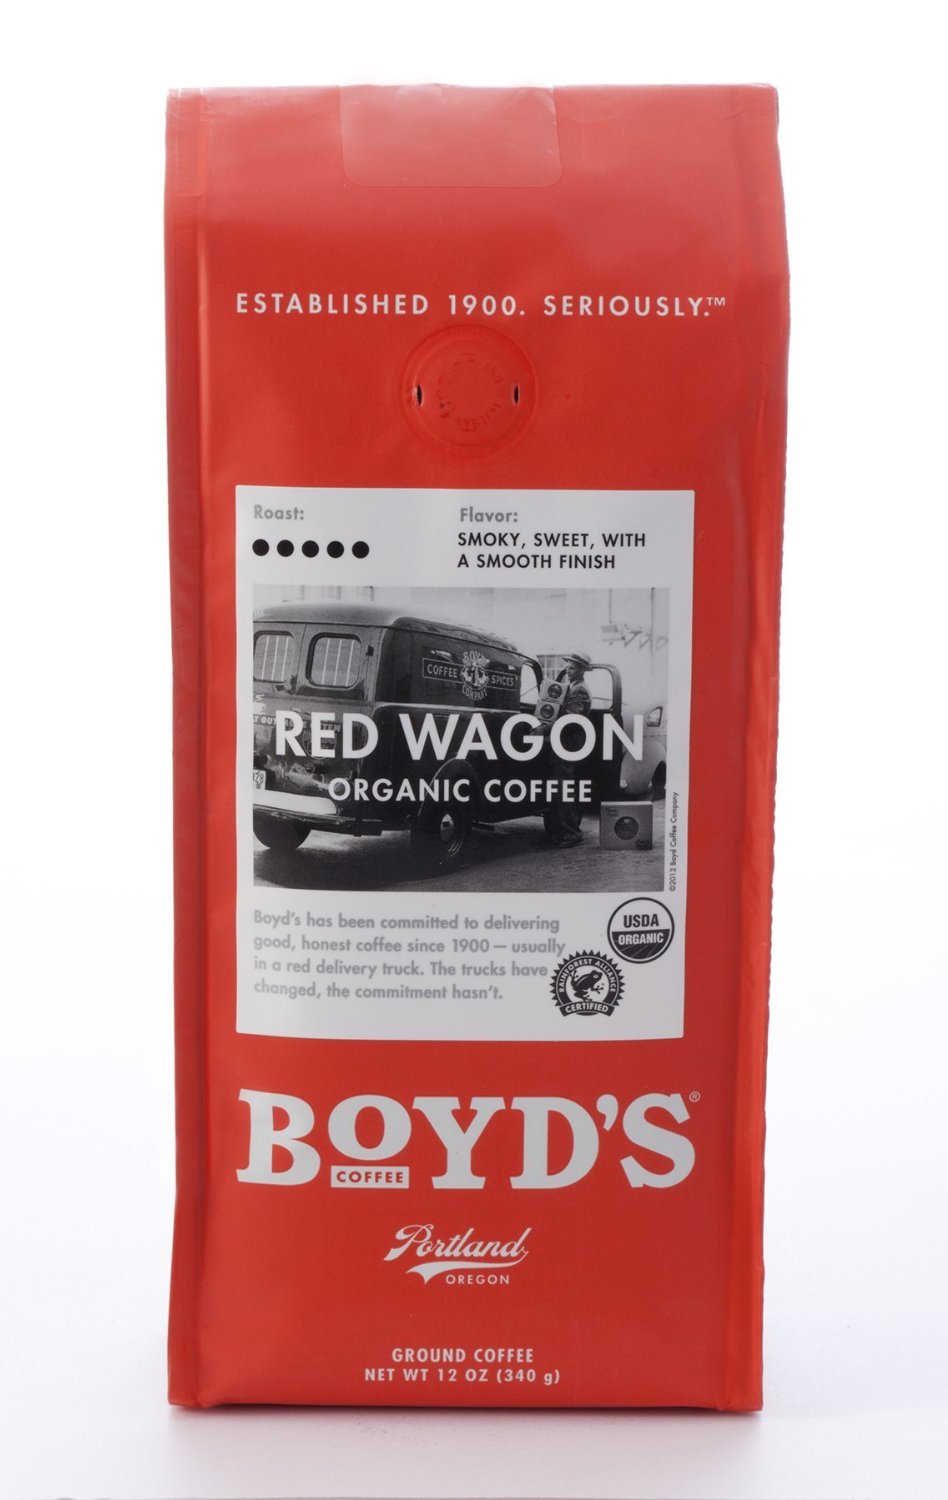 ESTABLISHED 1900. SERIOUSLY.™
Roast:
Flavor:
SMOKY, SWEET, WITH
A SMOOTH FINISH
BOYD
COFFEE
SPICES
COMPANY
RED WAGON
ORGANIC COFFEE
©2012 Boyd Coffee Company
Boyd's has been committed to delivering
good, honest coffee since 1900 — usually
in a red delivery truck. The trucks have
changed, the commitment hasn't.
USDA
ORGANIC
RAINFOREST ALLIANCE
CERTIFIED
BOYD'S®
COFFEE
Portland
OREGON
GROUND COFFEE
NET WT 12 OZ (340 g)